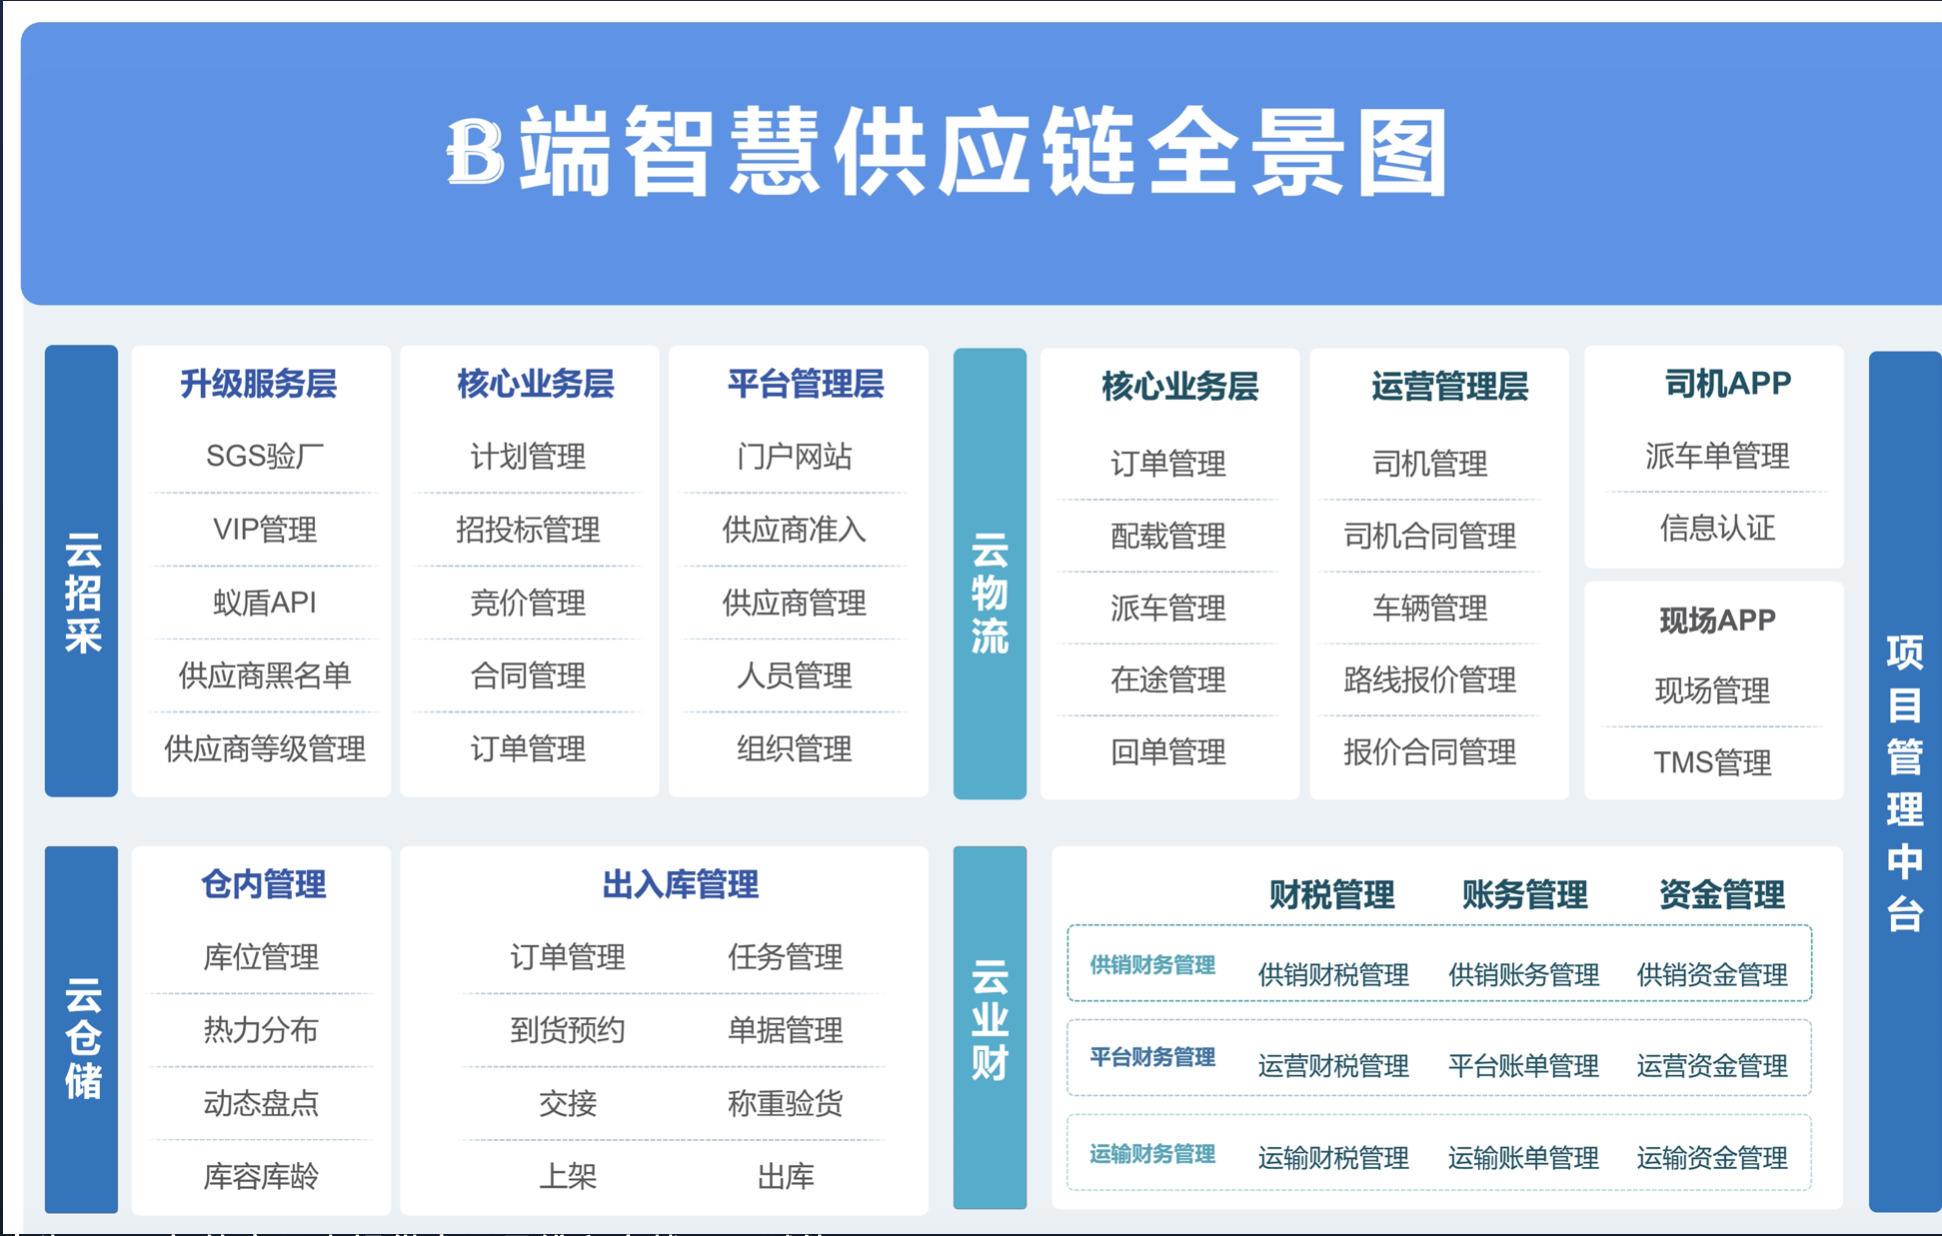 B端智慧供应链全景图
云招采
升级服务层
SGS验厂
VIP管理
蚁盾API
供应商黑名单
供应商等级管理
核心业务层
计划管理
招投标管理
竞价管理
合同管理
订单管理
平台管理层
门户网站
供应商准入
供应商管理
人员管理
组织管理
云物流
核心业务层
订单管理
配载管理
派车管理
在途管理
回单管理
运营管理层
司机管理
司机合同管理
车辆管理
路线报价管理
报价合同管理
司机APP
派车单管理
信息认证
现场APP
现场管理
TMS管理
云仓储
仓内管理
库位管理
热力分布
动态盘点
库容库龄
出入库管理
订单管理 任务管理
到货预约 单据管理
交接 称重验货
上架 出库
云业财
财税管理 账务管理 资金管理
供销财务管理 供销财税管理 供销账务管理 供销资金管理
平台财务管理 运营财税管理 平台账单管理 运营资金管理
运输财务管理 运输财税管理 运输账单管理 运输资金管理
项目管理中台